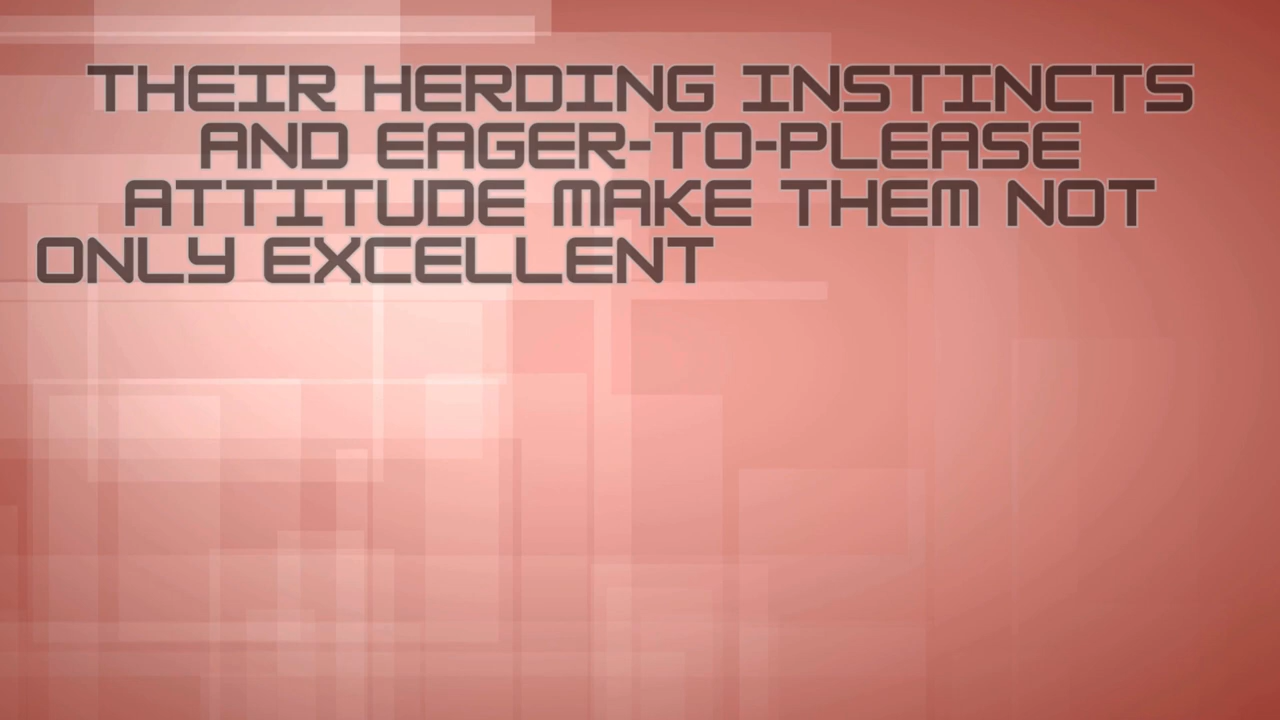 THEIR HERDING INSTINCTS
AND EAGER-TO-PLEASE
ATTITUDE MAKE THEM NOT
ONLY EXCELLENT